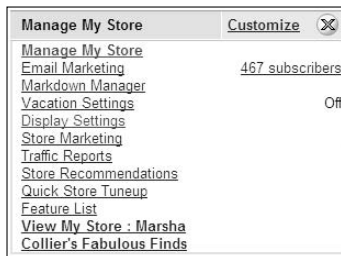 Manage My Store Customize
Manage My Store
Email Marketing 467 subscribers
Markdown Manager
Vacation Settings Off
Display Settings
Store Marketing
Traffic Reports
Store Recommendations
Quick Store Tuneup
Feature List
View My Store : Marsha
Collier's Fabulous Finds